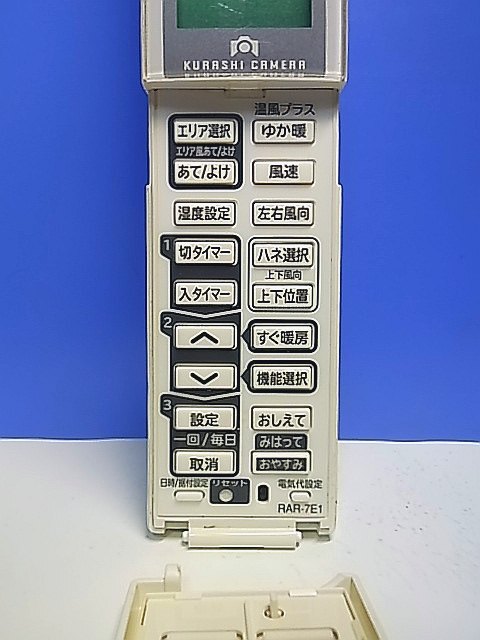 KURASHI CAMERA
温風プラス
エリア選択
ゆか暖
エリア風あて/よけ
あて/よけ
風速
湿度設定
左右風向
1
切タイマー
ハネ選択
上下風向
入タイマー
上下位置
2
すぐ暖房
機能選択
3
設定
おしえて
一回/毎日
みはって
取消
おやすみ
日時/据付設定
リセット
電気代設定
RAR-7E1